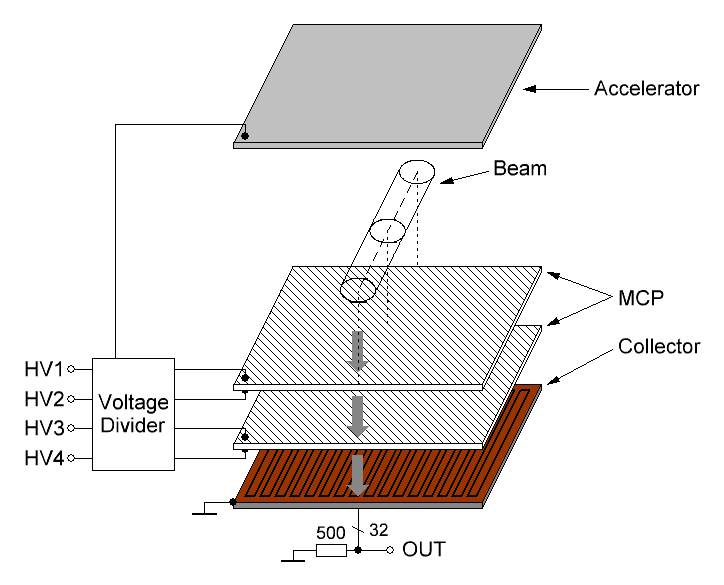 Accelerator
Beam
MCP
Collector
HV1
HV2
HV3
HV4
Voltage
Divider
500
32
OUT